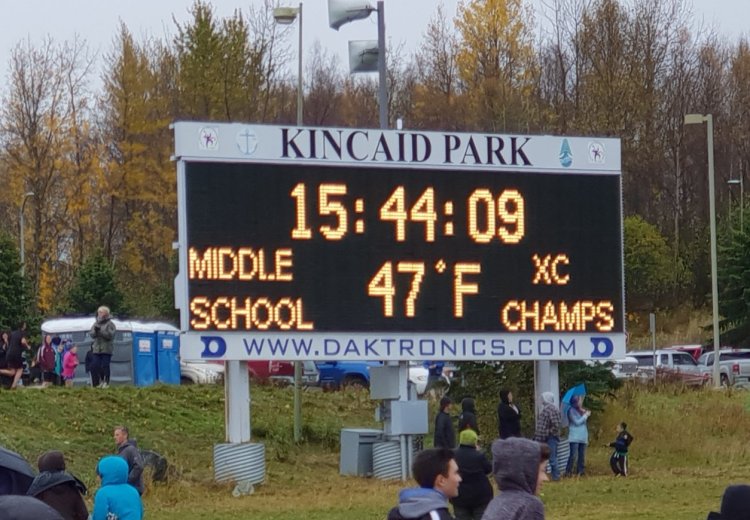 KINCAID PARK
15:44:09
MIDDLE 47°F XC
SCHOOL CHAMPS
WWW.DAKTRONICS.COM